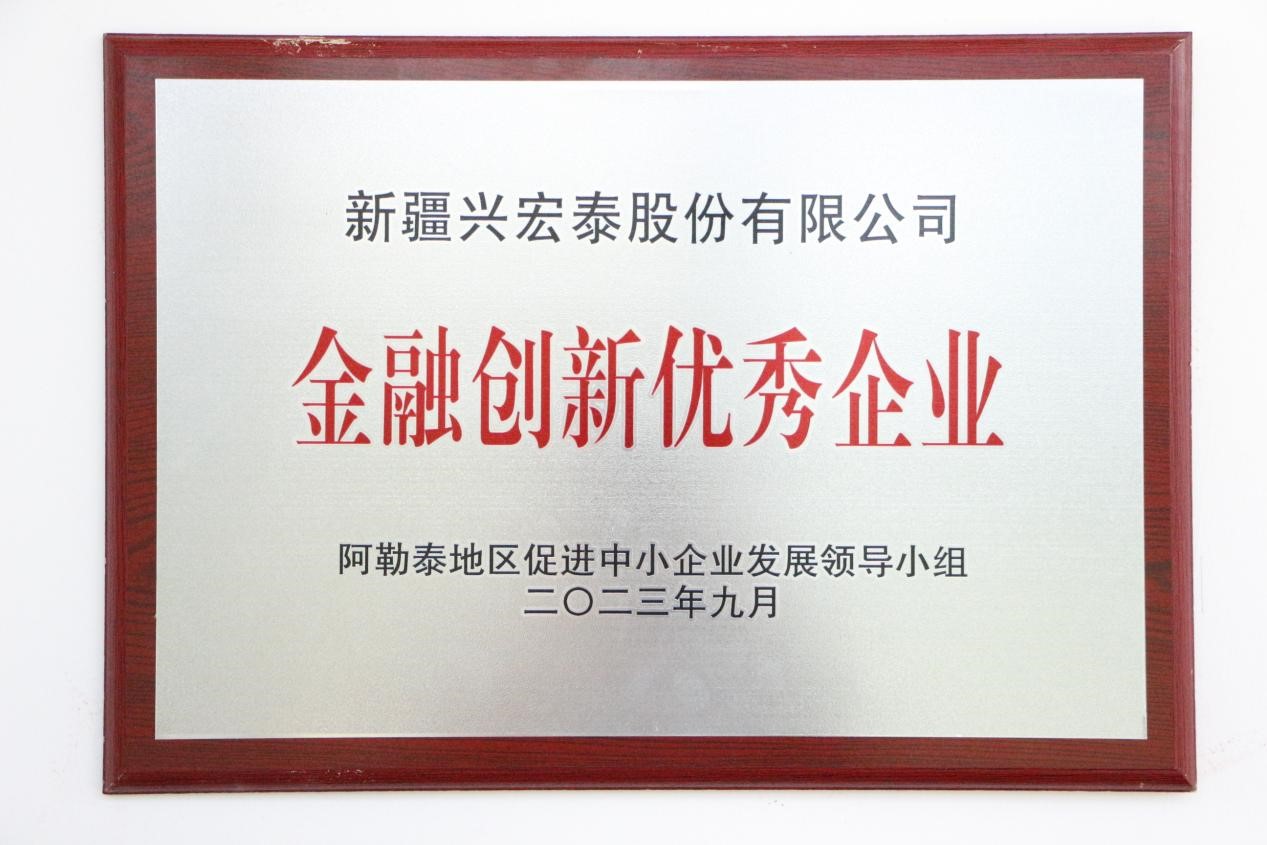 新疆兴宏泰股份有限公司
金融创新优秀企业
阿勒泰地区促进中小企业发展领导小组
二〇二三年九月